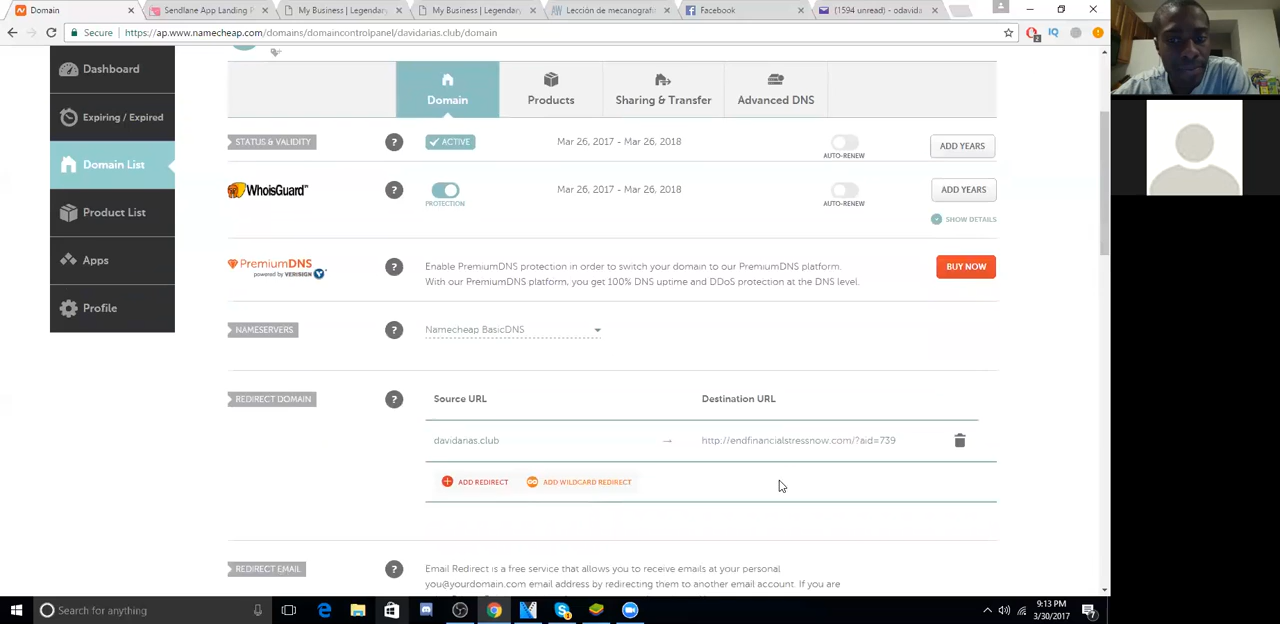 Domain
Sendlane App Landing P
My Business | Legendary
My Business | Legendary
Lección de mecanografí
Facebook
(1594 unread) - odavida
Secure
https://ap.www.namecheap.com/domains/domaincontrolpanel/davidarias.club/domain
2
IQ
Dashboard
Expiring / Expired
Domain List
Product List
Apps
Profile
Domain
Products
Sharing & Transfer
Advanced DNS
STATUS & VALIDITY
?
ACTIVE
Mar 26, 2017 - Mar 26, 2018
AUTO-RENEW
ADD YEARS
WhoisGuard
?
PROTECTION
Mar 26, 2017 - Mar 26, 2018
AUTO-RENEW
ADD YEARS
SHOW DETAILS
PremiumDNS
powered by VERISIGN
?
Enable PremiumDNS protection in order to switch your domain to our PremiumDNS platform.
With our PremiumDNS platform, you get 100% DNS uptime and DDoS protection at the DNS level.
BUY NOW
NAMESERVERS
?
Namecheap BasicDNS
REDIRECT DOMAIN
?
Source URL
Destination URL
davidarias.club
→
http://endfinancialstressnow.com/?aid=739
ADD REDIRECT
ADD WILDCARD REDIRECT
REDIRECT EMAIL
?
Email Redirect is a free service that allows you to receive emails at your personal
you@yourdomain.com email address by redirecting them to another email account. If you are
Search for anything
9:13 PM
3/30/2017
7